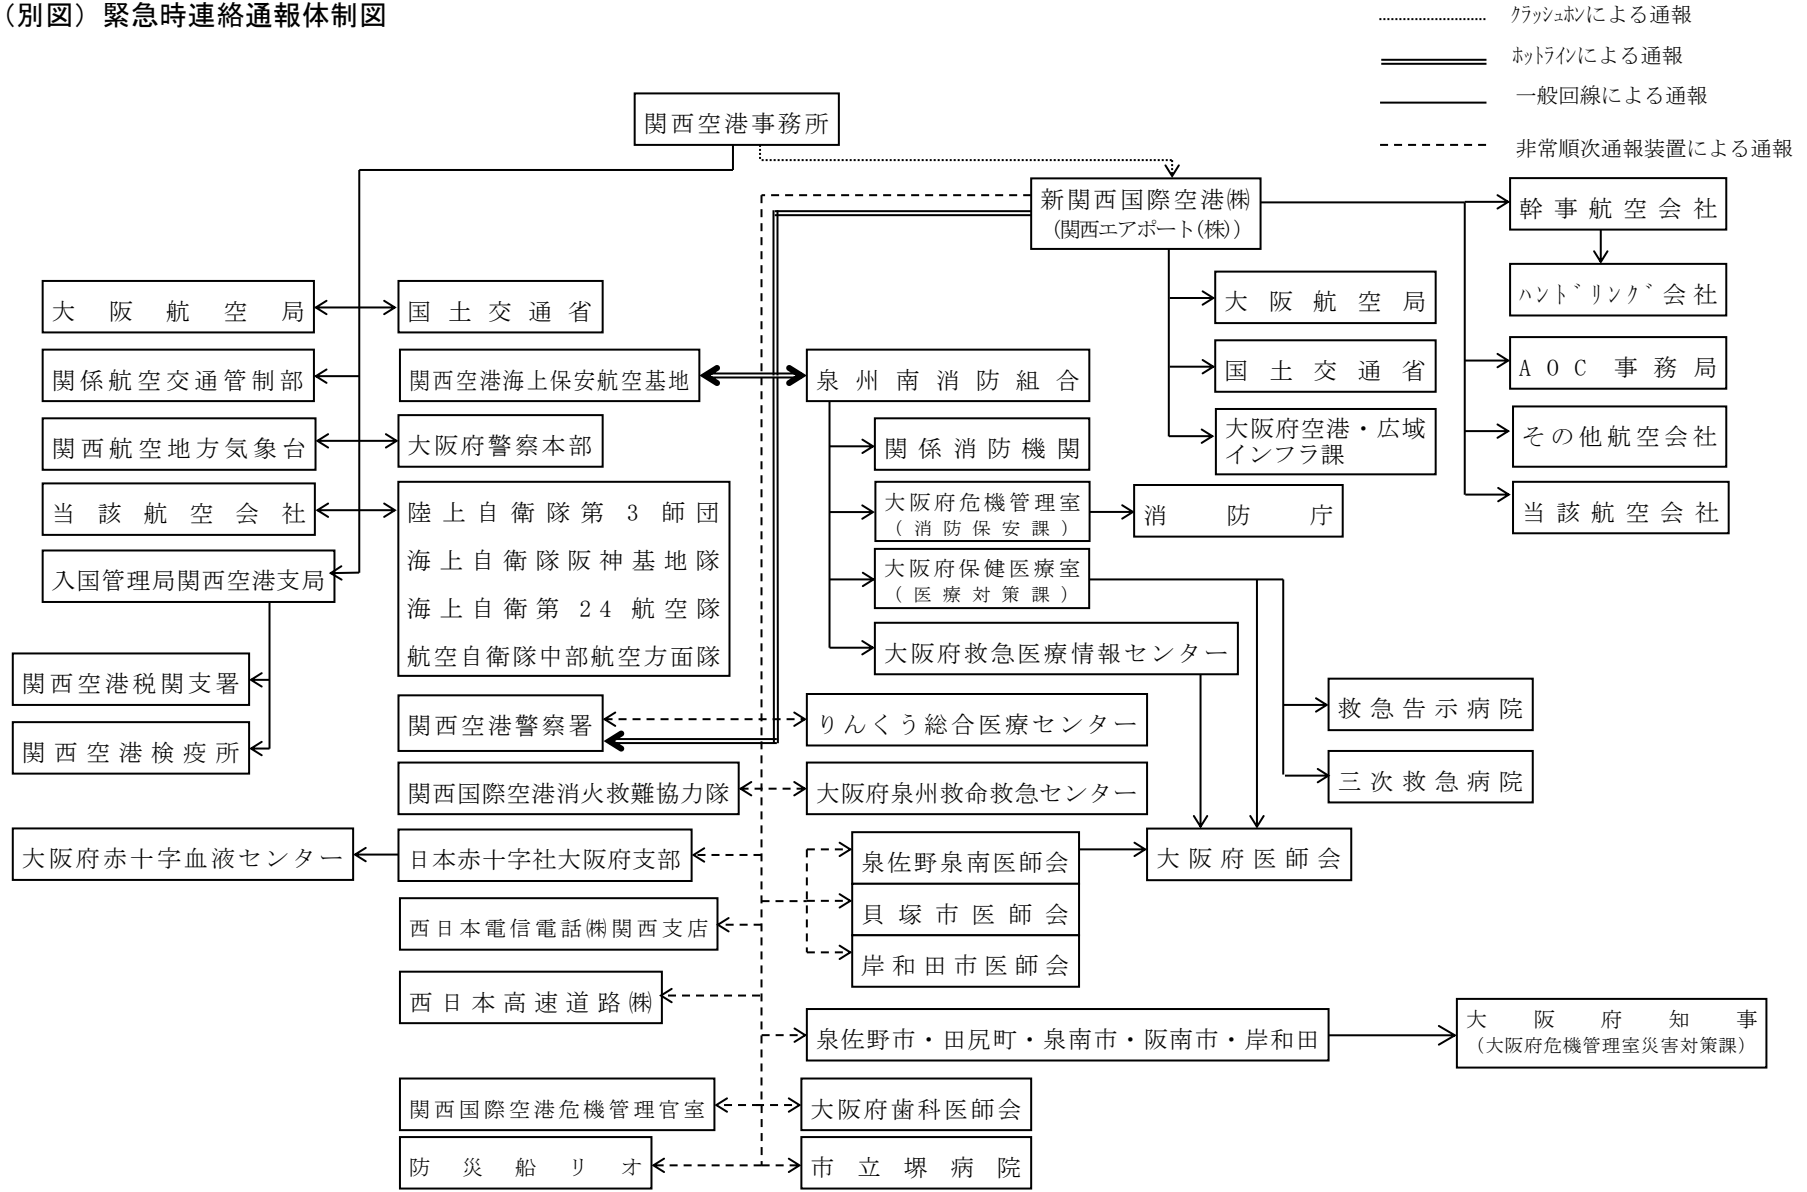 （別図）緊急時連絡通報体制図
ｸﾗｯｼｭﾎﾝによる通報
ﾎｯﾄﾗｲﾝによる通報
一般回線による通報
非常順次通報装置による通報
関西空港事務所
新関西国際空港㈱
（関西エアポート（株））
幹事航空会社
ﾊﾝﾄﾞﾘﾝｸﾞ会社
AOC 事務局
その他航空会社
当該航空会社
大阪航空局
国土交通省
大阪府空港・広域
インフラ課
大阪航空局
国土交通省
関係航空交通管制部
関西空港海上保安航空基地
泉州南消防組合
関西航空地方気象台
大阪府警察本部
関係消防機関
当該航空会社
陸上自衛隊第3師団
海上自衛隊阪神基地隊
海上自衛第24航空隊
航空自衛隊中部航空方面隊
大阪府危機管理室
（消防保安課）
消防庁
入国管理局関西空港支局
大阪府保健医療室
（医療対策課）
大阪府救急医療情報センター
関西空港税関支署
関西空港検疫所
関西空港警察署
りんくう総合医療センター
救急告示病院
三次救急病院
関西国際空港消火救難協力隊
大阪府泉州救命救急センター
大阪府赤十字血液センター
日本赤十字社大阪府支部
泉佐野泉南医師会
大阪府医師会
貝塚市医師会
岸和田市医師会
西日本電信電話㈱関西支店
西日本高速道路㈱
泉佐野市・田尻町・泉南市・阪南市・岸和田
大阪府知事
（大阪府危機管理室災害対策課）
関西国際空港危機管理官室
大阪府歯科医師会
防災船リオ
市立堺病院